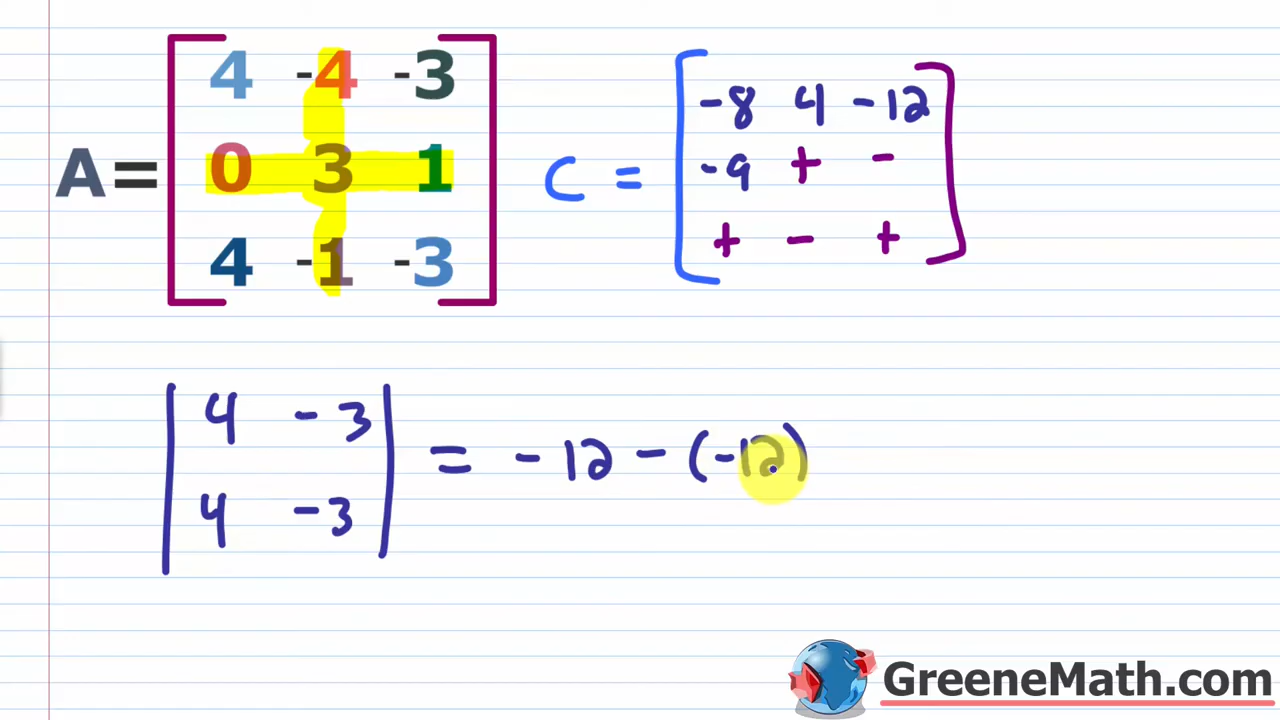 4 -4 -3
A= 0 3 1
4 -1 -3
-8 4 -12
C = -9 + -
+ - +
4 -3
4 -3
= -12 - (-12)
GreeneMath.com